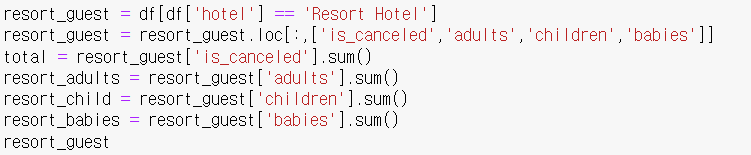 resort_guest = df[df['hotel'] == 'Resort Hotel']
resort_guest = resort_guest.loc[:,['is_canceled','adults','children','babies']]
total = resort_guest['is_canceled'].sum()
resort_adults = resort_guest['adults'].sum()
resort_child = resort_guest['children'].sum()
resort_babies = resort_guest['babies'].sum()
resort_guest